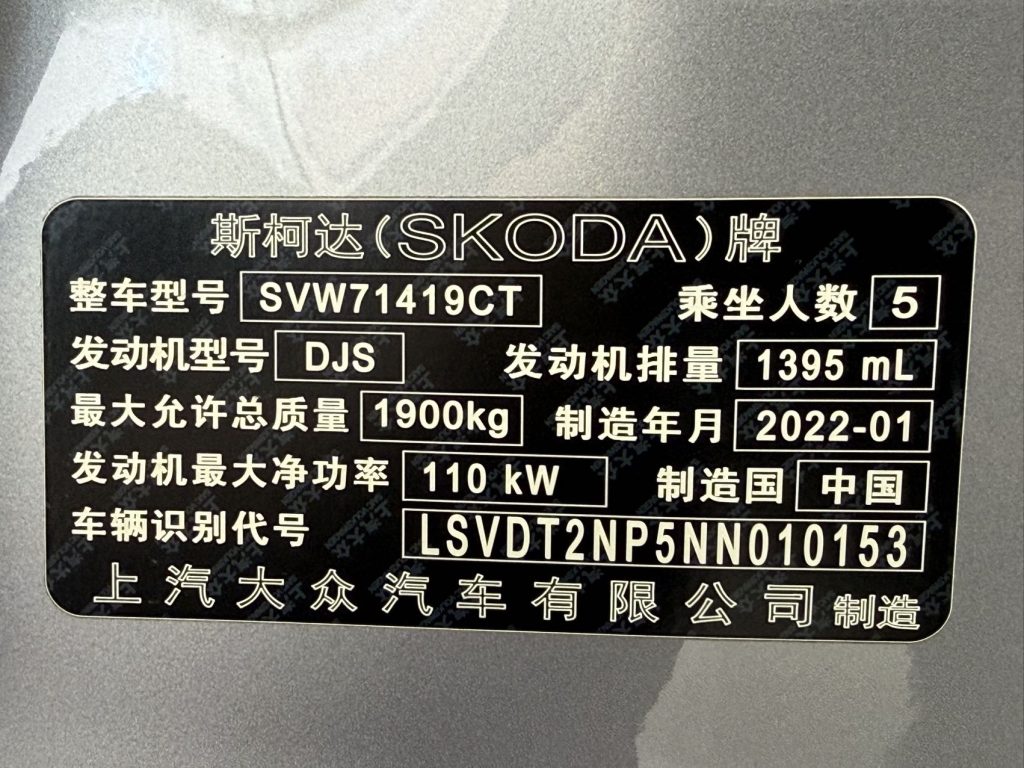 斯柯达(SKODA)牌
整车型号 SVW71419CT 乘坐人数 5
发动机型号 DJS 发动机排量 1395 mL
最大允许总质量 1900kg 制造年月 2022-01
发动机最大净功率 110 kW 制造国 中国
车辆识别代号 LSVDT2NP5NN010153
上汽大众汽车有限公司 制造